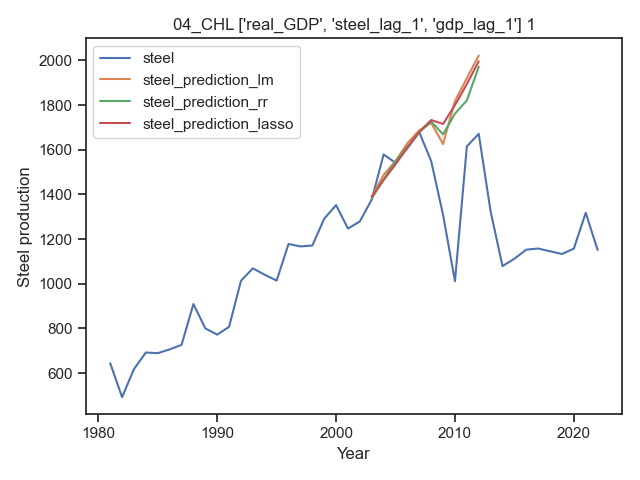 04_CHL ['real_GDP', 'steel_lag_1', 'gdp_lag_1'] 1
steel
steel_prediction_lm
steel_prediction_rr
steel_prediction_lasso
Steel production
2000
1800
1600
1400
1200
1000
800
600
1980
1990
2000
2010
2020
Year